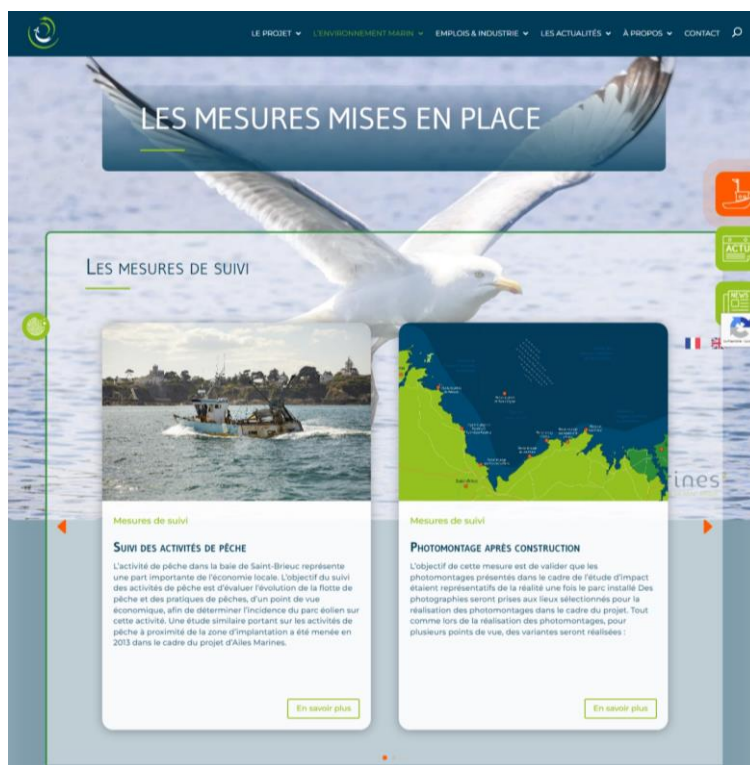 LE PROJET
L'ENVIRONNEMENT MARIN
EMPLOIS & INDUSTRIE
LES ACTUALITÉS
À PROPOS
CONTACT
LES MESURES MISES EN PLACE
ACTU
NEWS
LES MESURES DE SUIVI
ines
Mesures de suivi
SUIVI DES ACTIVITÉS DE PÊCHE
L'activité de pêche dans la baie de Saint-Brieuc représente
une part importante de l'économie locale. L'objectif du suivi
des activités de pêche est d'évaluer l'évolution de la flotte de
pêche et des pratiques de pêches, d'un point de vue
économique, afin de déterminer l'incidence du parc éolien sur
cette activité. Une étude similaire portant sur les activités de
pêche à proximité de la zone d'implantation a été menée en
2013 dans le cadre du projet d'Ailes Marines.
En savoir plus
Mesures de suivi
PHOTOMONTAGE APRÈS CONSTRUCTION
L'objectif de cette mesure est de valider que les
photomontages présentés dans le cadre de l'étude d'impact
étaient représentatifs de la réalité une fois le parc installé Des
photographies seront prises aux lieux sélectionnés pour la
réalisation des photomontages dans le cadre du projet. Tout
comme lors de la réalisation des photomontages, pour
plusieurs points de vue, des variantes seront réalisées :
En savoir plus